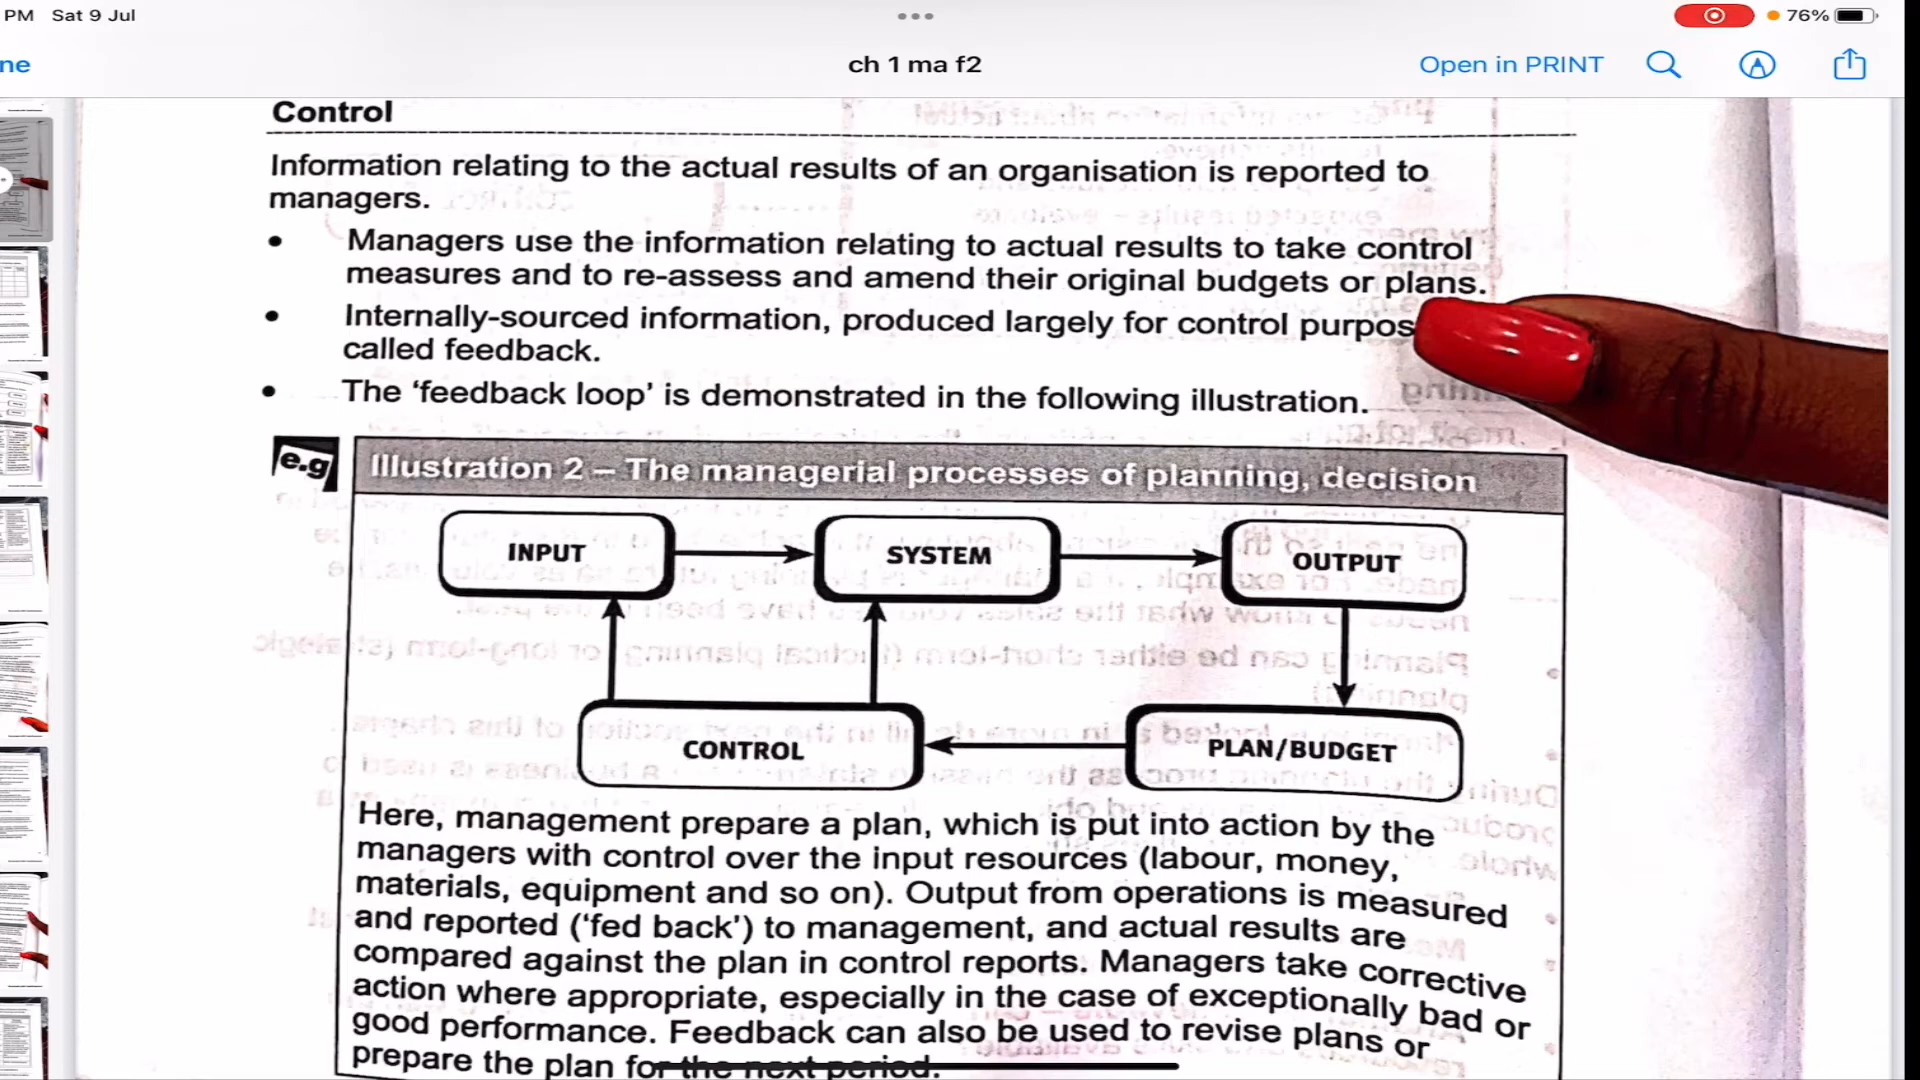 PM Sat 9 Jul
76%
ne
ch 1 ma f2
Open in PRINT
Control
Information relating to the actual results of an organisation is reported to
managers.
• Managers use the information relating to actual results to take control
measures and to re-assess and amend their original budgets or plans.
• Internally-sourced information, produced largely for control purpos
called feedback.
• The ‘feedback loop’ is demonstrated in the following illustration.
e.g
Illustration 2 – The managerial processes of planning, decision
INPUT
SYSTEM
OUTPUT
CONTROL
PLAN/BUDGET
Here, management prepare a plan, which is put into action by the
managers with control over the input resources (labour, money,
materials, equipment and so on). Output from operations is measured
and reported (‘fed back’) to management, and actual results are
compared against the plan in control reports. Managers take corrective
action where appropriate, especially in the case of exceptionally bad or
good performance. Feedback can also be used to revise plans or
prepare the plan for the next period.